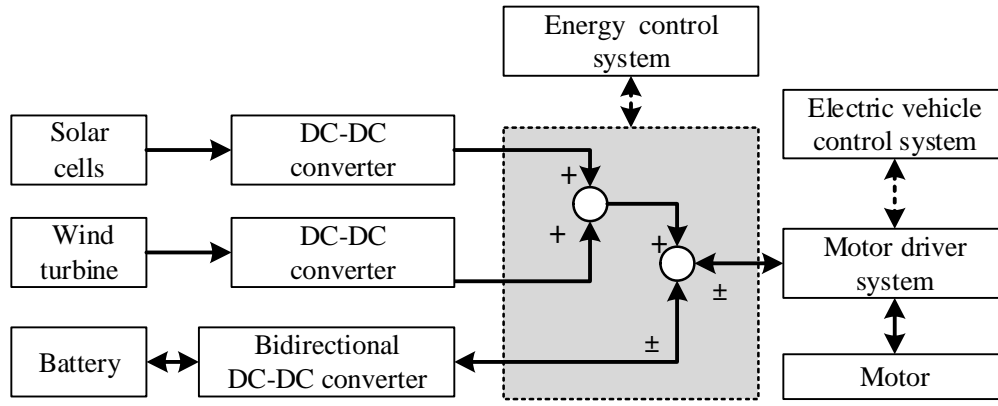 Energy control
system
Solar
cells
DC-DC
converter
Electric vehicle
control system
+
+
Wind
turbine
DC-DC
converter
+
Motor driver
system
±
±
Battery
Bidirectional
DC-DC converter
Motor